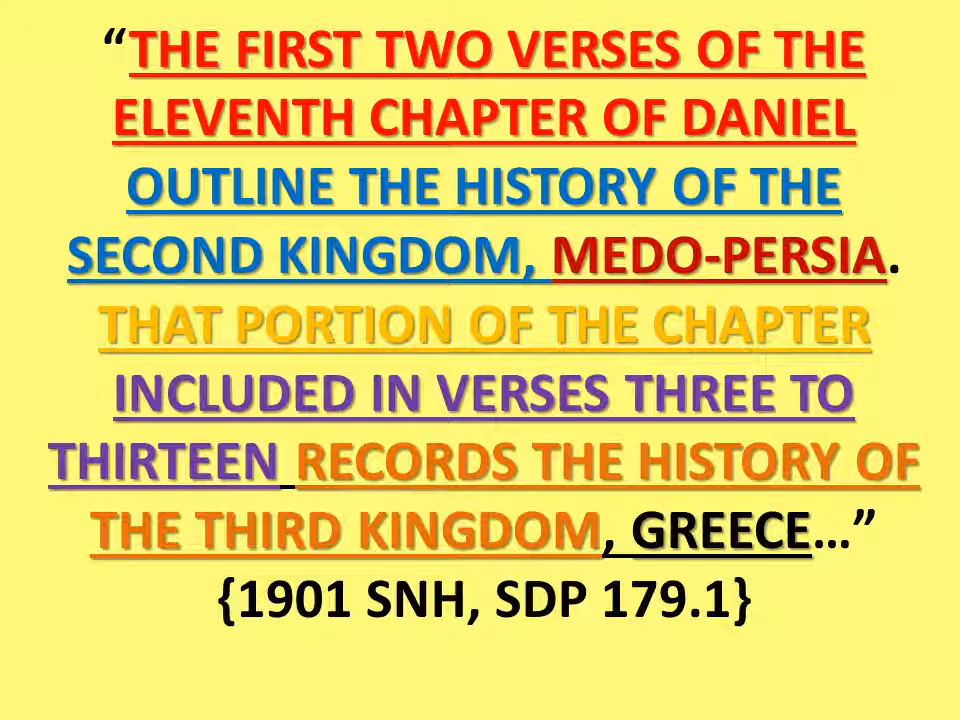 “THE FIRST TWO VERSES OF THE
ELEVENTH CHAPTER OF DANIEL
OUTLINE THE HISTORY OF THE
SECOND KINGDOM, MEDO-PERSIA.
THAT PORTION OF THE CHAPTER
INCLUDED IN VERSES THREE TO
THIRTEEN RECORDS THE HISTORY OF
THE THIRD KINGDOM, GREECE…”
{1901 SNH, SDP 179.1}